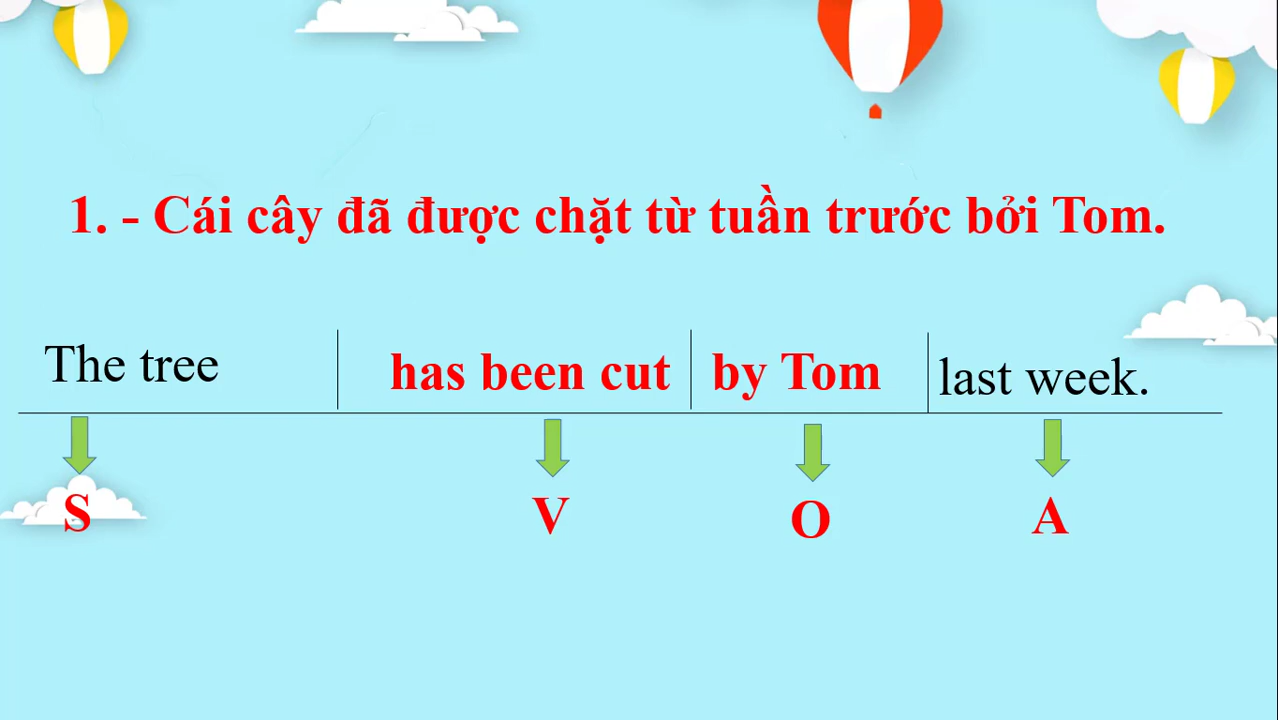 1. - Cái cây đã được chặt từ tuần trước bởi Tom.
The tree has been cut by Tom last week.
S V O A